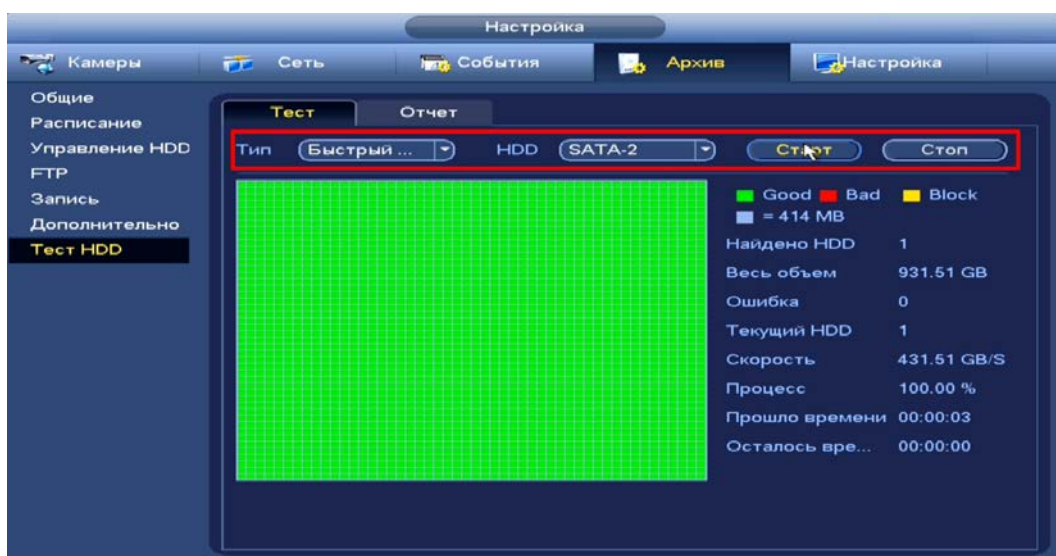 Настройка
Камеры Сеть События Архив Настройка
Общие
Расписание
Управление HDD
FTP
Запись
Дополнительно
Тест HDD
Тест Отчет
Тип Быстрый ... HDD SATA-2 Старт Стоп
Good Bad Block
= 414 MB
Найдено HDD 1
Весь объем 931.51 GB
Ошибка 0
Текущий HDD 1
Скорость 431.51 GB/S
Процесс 100.00 %
Прошло времени 00:00:03
Осталось вре... 00:00:00